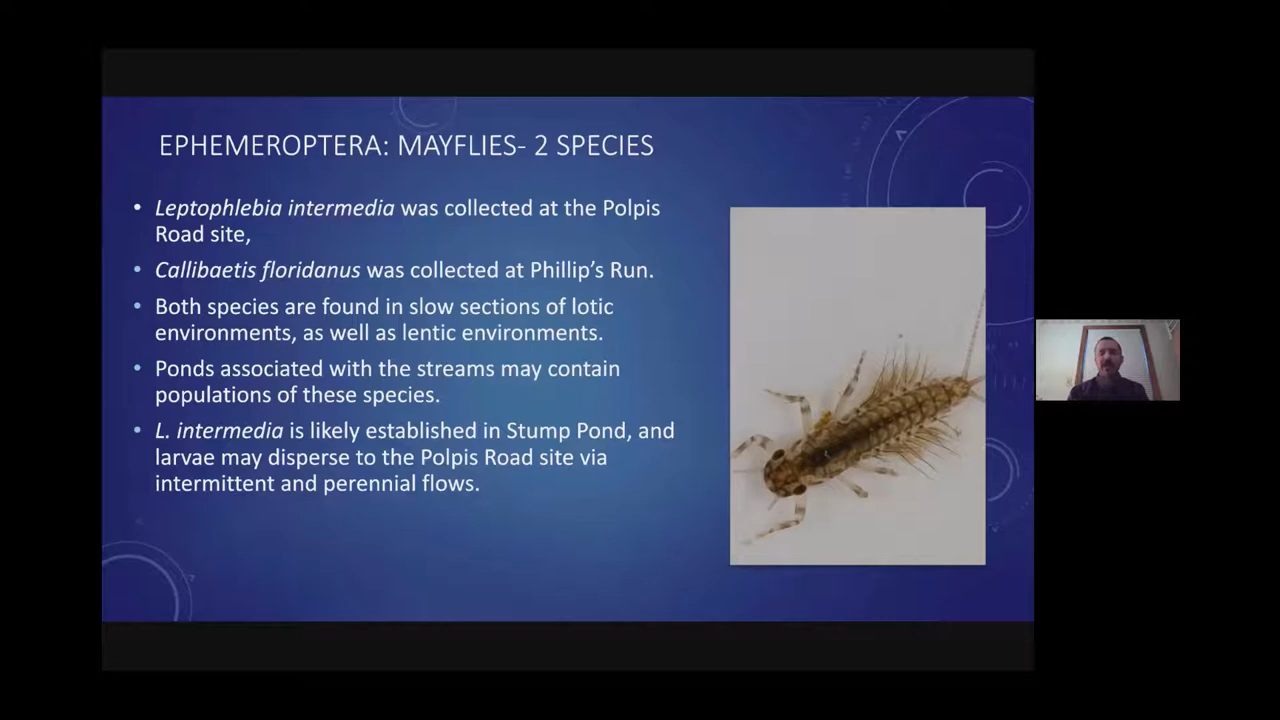 EPHEMEROPTERA: MAYFLIES- 2 SPECIES
• Leptophlebia intermedia was collected at the Polpis
Road site,
• Callibaetis floridanus was collected at Phillip’s Run.
• Both species are found in slow sections of lotic
environments, as well as lentic environments.
• Ponds associated with the streams may contain
populations of these species.
• L. intermedia is likely established in Stump Pond, and
larvae may disperse to the Polpis Road site via
intermittent and perennial flows.